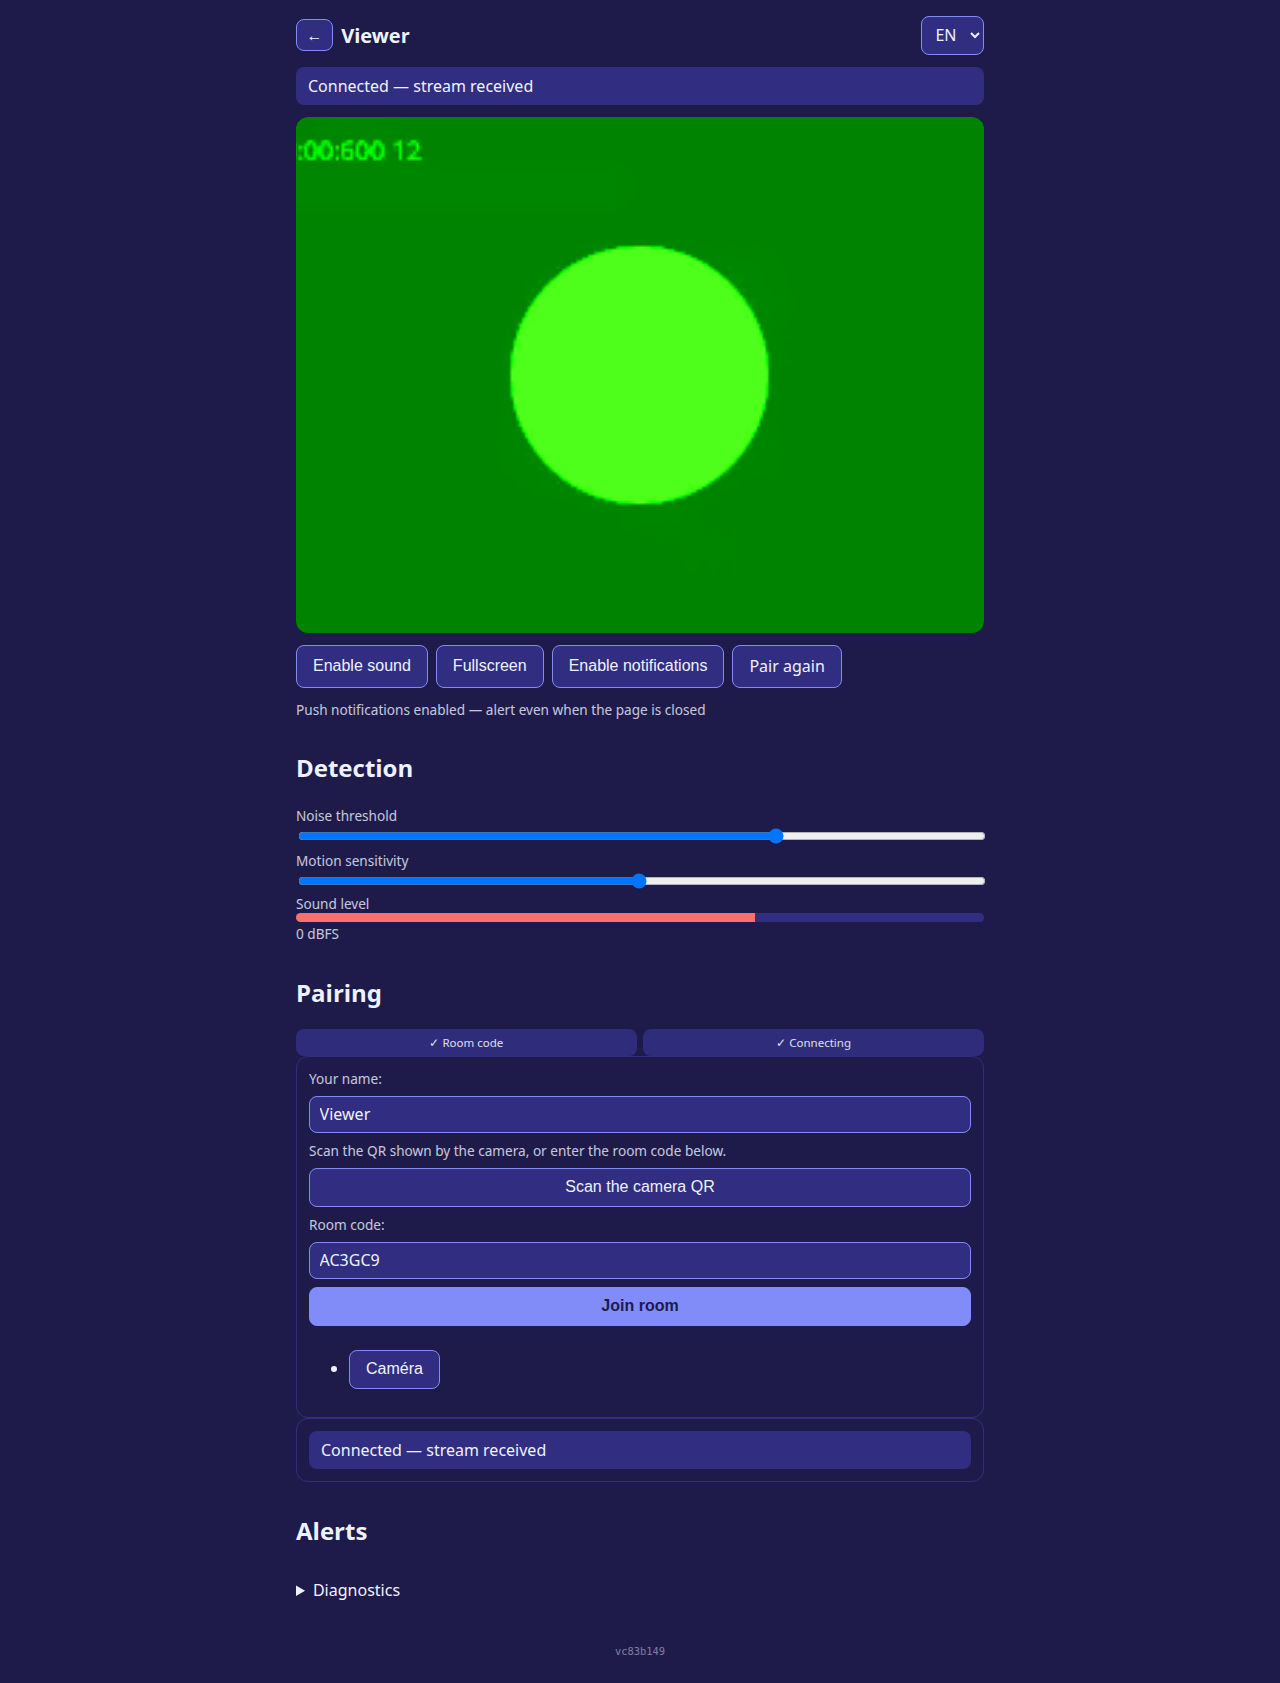 ← Viewer EN
Connected — stream received
:00:600 12
Enable sound Fullscreen Enable notifications Pair again
Push notifications enabled — alert even when the page is closed
Detection
Noise threshold
Motion sensitivity
Sound level
0 dBFS
Pairing
✓ Room code ✓ Connecting
Your name:
Viewer
Scan the QR shown by the camera, or enter the room code below.
Scan the camera QR
Room code:
AC3GC9
Join room
• Caméra
Connected — stream received
Alerts
▶ Diagnostics
vc83b149